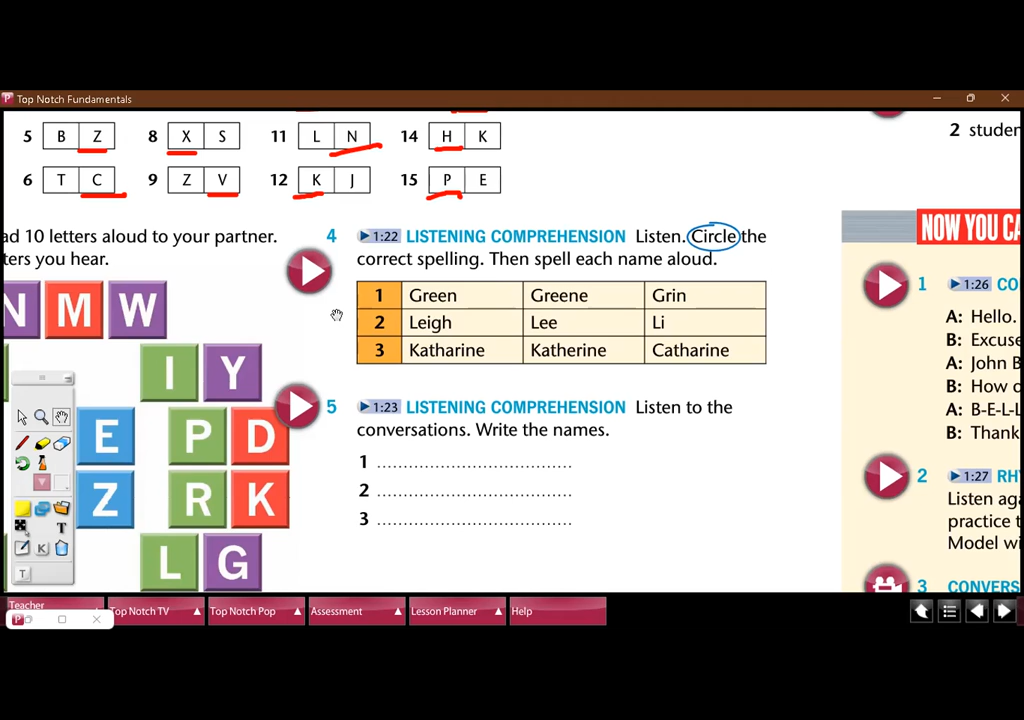 Top Notch Fundamentals
5 B Z 8 X S 11 L N 14 H K
6 T C 9 Z V 12 K J 15 P E
ad 10 letters aloud to your partner.
ters you hear.
N M W
I Y
E P D
Z R K
L G
4 1:22 LISTENING COMPREHENSION Listen. Circle the
correct spelling. Then spell each name aloud.
1 Green Greene Grin
2 Leigh Lee Li
3 Katharine Katherine Catharine
5 1:23 LISTENING COMPREHENSION Listen to the
conversations. Write the names.
1 ..................................
2 ..................................
3 ..................................
2 studen
NOW YOU CA
1 1:26 CO
A: Hello.
B: Excuse
A: John B
B: How o
A: B-E-L-L
B: Thank
2 1:27 RH
Listen aga
practice t
Model wi
3 CONVERS
T
K
T
Teacher
Top Notch TV Top Notch Pop Assessment Lesson Planner Help